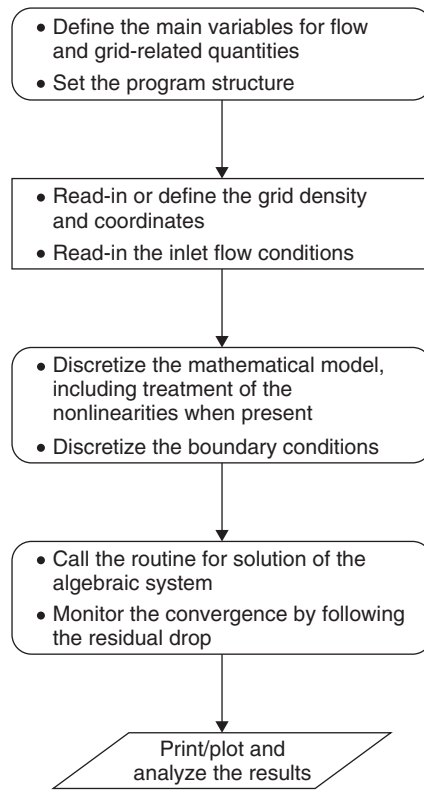 • Define the main variables for flow
and grid-related quantities
• Set the program structure
• Read-in or define the grid density
and coordinates
• Read-in the inlet flow conditions
• Discretize the mathematical model,
including treatment of the
nonlinearities when present
• Discretize the boundary conditions
• Call the routine for solution of the
algebraic system
• Monitor the convergence by following
the residual drop
Print/plot and
analyze the results